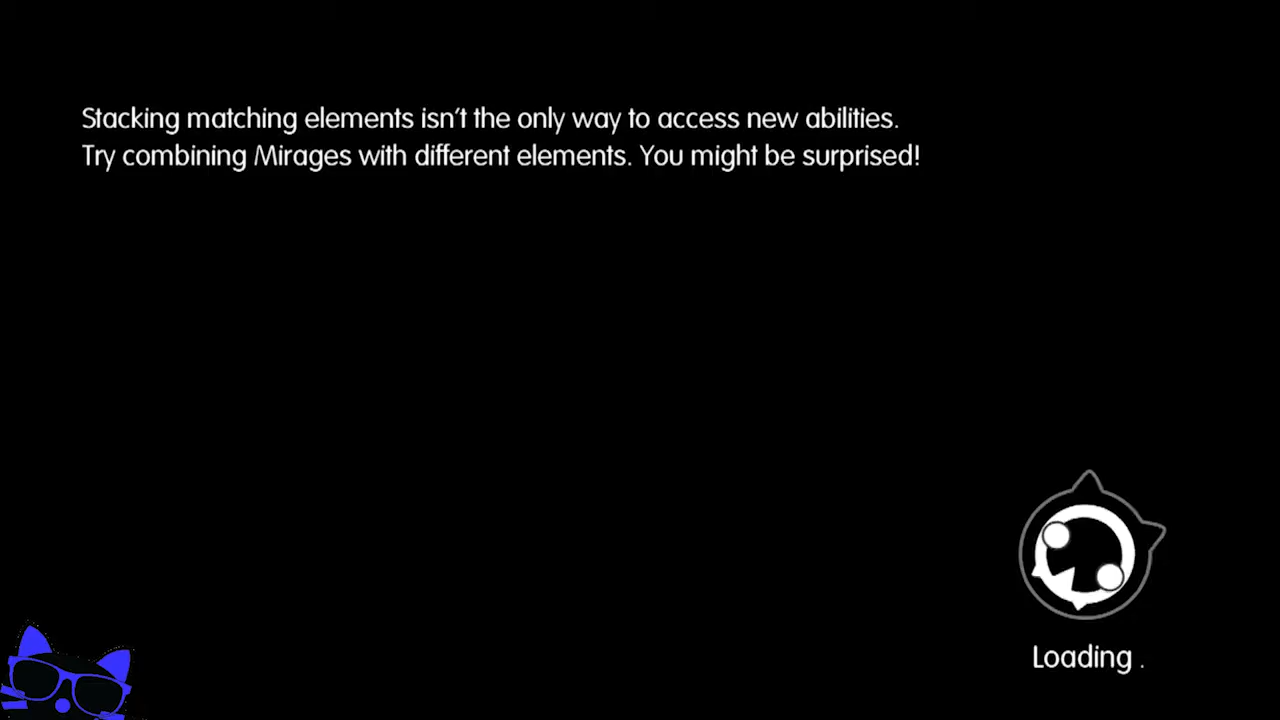 Stacking matching elements isn't the only way to access new abilities.
Try combining Mirages with different elements. You might be surprised!
Loading .